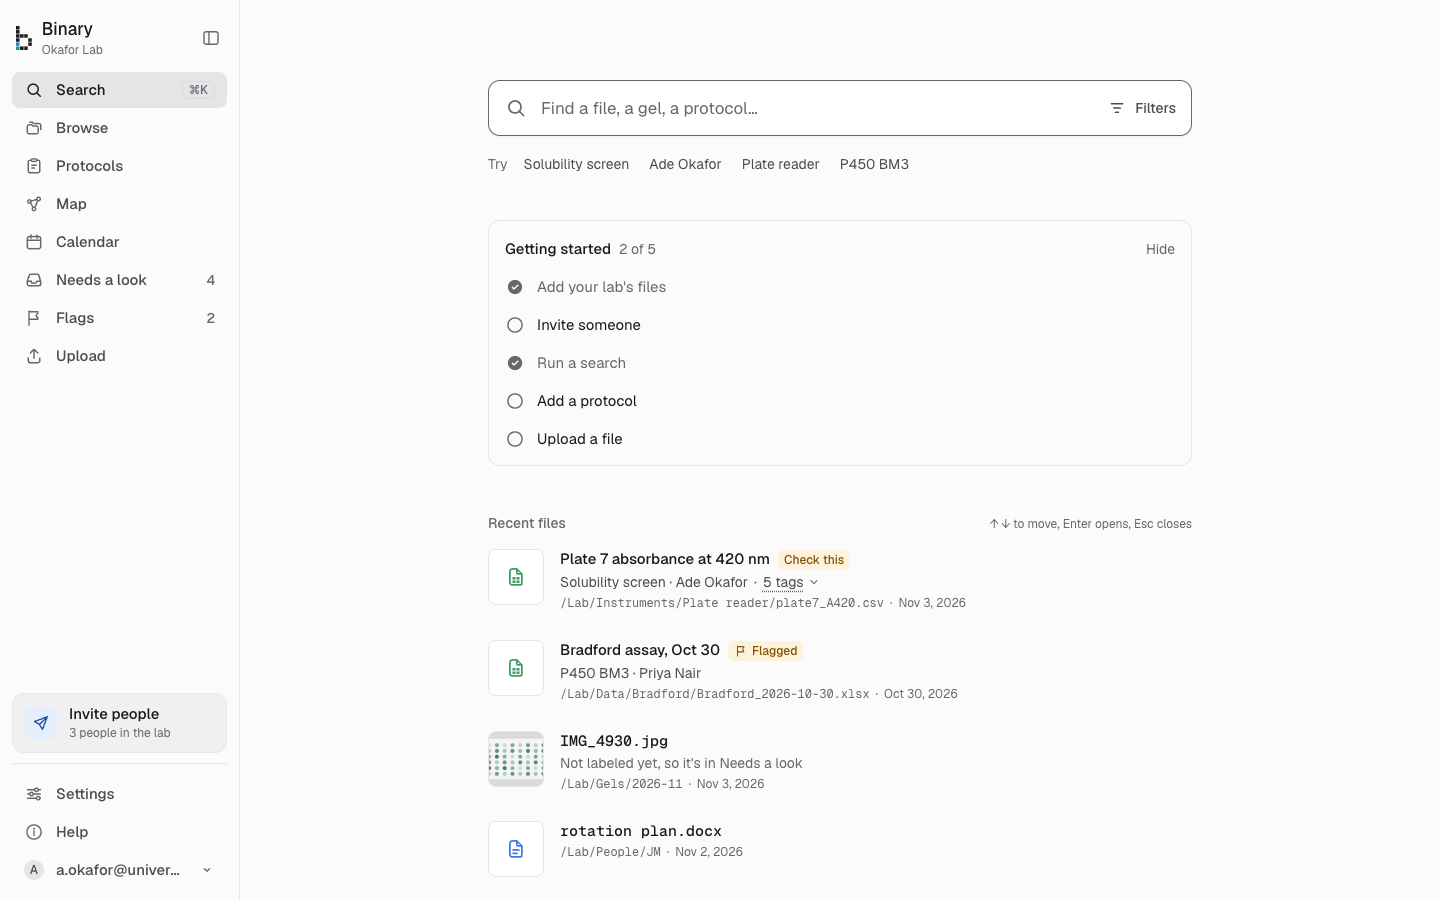 Binary
Okafor Lab
Search ⌘K
Browse
Protocols
Map
Calendar
Needs a look 4
Flags 2
Upload
Invite people
3 people in the lab
Settings
Help
A a.okafor@univer...
Find a file, a gel, a protocol... Filters
Try Solubility screen Ade Okafor Plate reader P450 BM3
Getting started 2 of 5 Hide
Add your lab's files
Invite someone
Run a search
Add a protocol
Upload a file
Recent files ↑↓ to move, Enter opens, Esc closes
Plate 7 absorbance at 420 nm Check this
Solubility screen · Ade Okafor · 5 tags
/Lab/Instruments/Plate reader/plate7_A420.csv · Nov 3, 2026
Bradford assay, Oct 30 Flagged
P450 BM3 · Priya Nair
/Lab/Data/Bradford/Bradford_2026-10-30.xlsx · Oct 30, 2026
IMG_4930.jpg
Not labeled yet, so it's in Needs a look
/Lab/Gels/2026-11 · Nov 3, 2026
rotation plan.docx
/Lab/People/JM · Nov 2, 2026